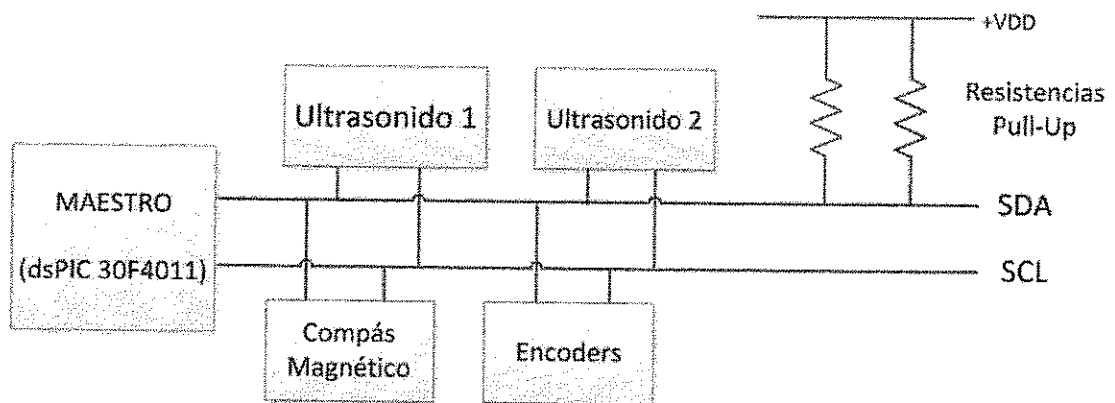 +VDD
Ultrasonido 1
Ultrasonido 2
Resistencias
Pull-Up
MAESTRO
(dsPIC 30F4011)
SDA
SCL
Compás
Magnético
Encoders